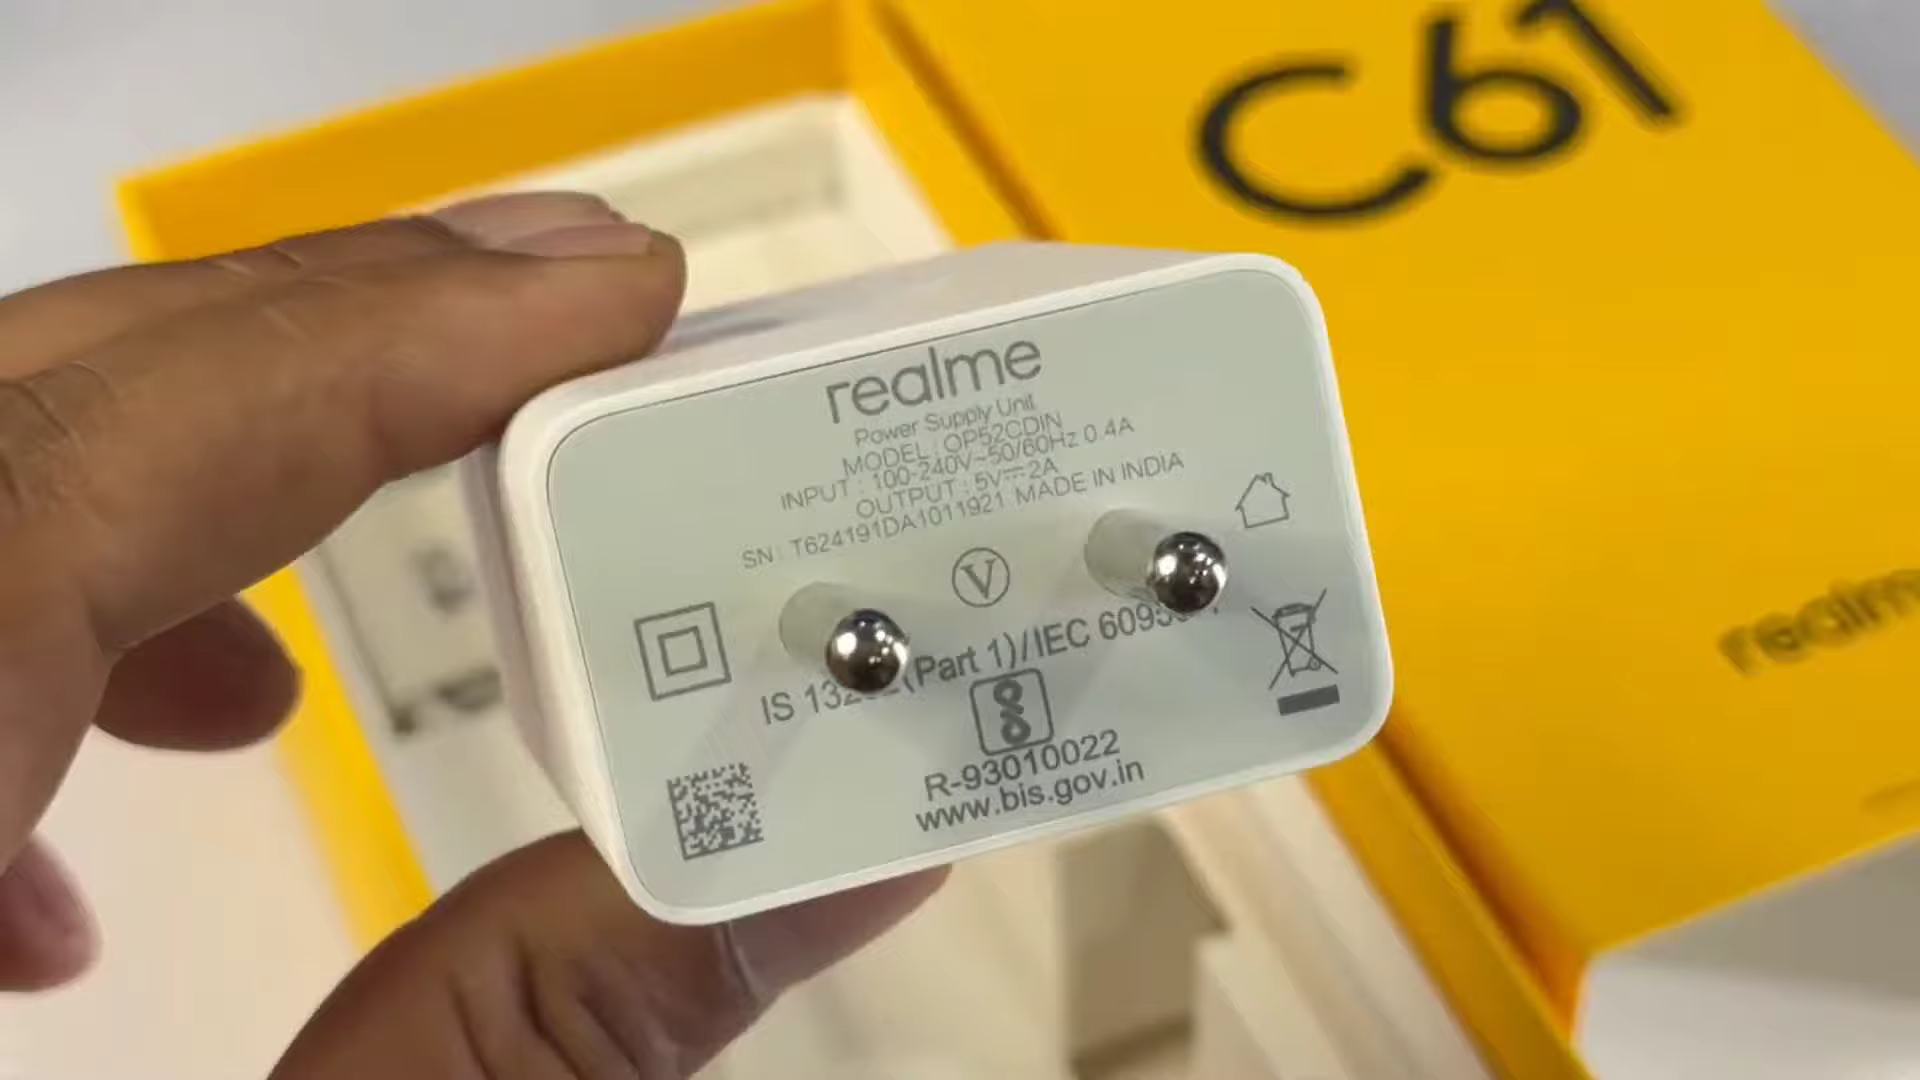 C61
realme
Power Supply Unit
MODEL : OP52CDIN
INPUT : 100-240V~50/60Hz 0.4A
OUTPUT : 5V⎓2A
SN : T624191DA1011921 MADE IN INDIA
V
(Part 1)/IEC
IS
R-93010022
www.bis.gov.in
realm